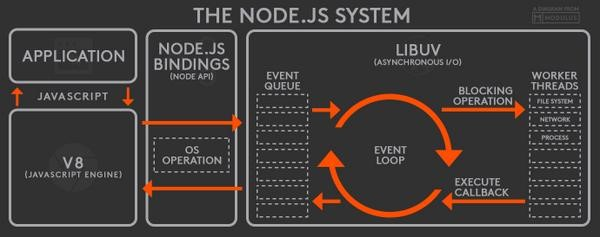 THE NODE.JS SYSTEM
A DIAGRAM FROM
MODULUS
APPLICATION
JAVASCRIPT
V8
(JAVASCRIPT ENGINE)
NODE.JS
BINDINGS
(NODE API)
OS
OPERATION
LIBUV
(ASYNCHRONOUS I/O)
EVENT
QUEUE
EVENT
LOOP
BLOCKING
OPERATION
EXECUTE
CALLBACK
WORKER
THREADS
FILE SYSTEM
NETWORK
PROCESS